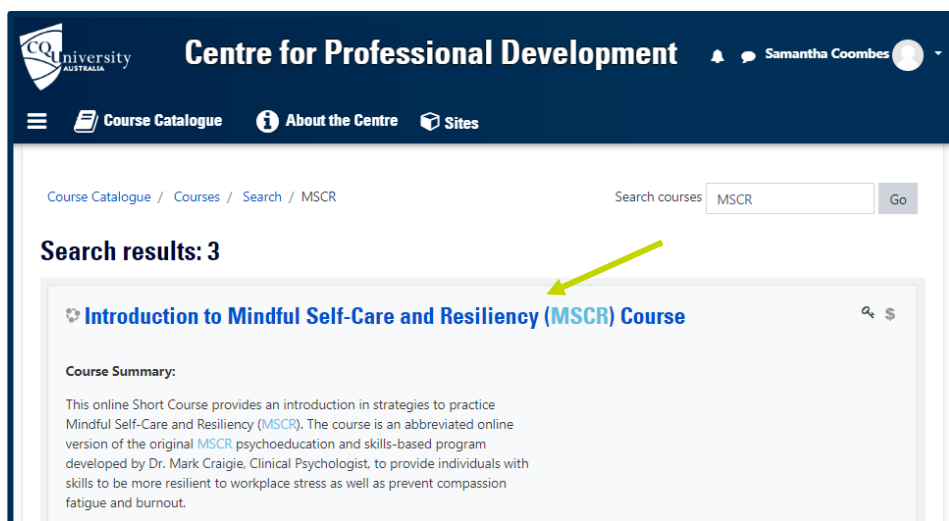 CQUniversity
AUSTRALIA
Centre for Professional Development
Samantha Coombes
Course Catalogue
About the Centre
Sites
Course Catalogue / Courses / Search / MSCR
Search courses
MSCR
Go
Search results: 3
Introduction to Mindful Self-Care and Resiliency (MSCR) Course
$
Course Summary:
This online Short Course provides an introduction in strategies to practice
Mindful Self-Care and Resiliency (MSCR). The course is an abbreviated online
version of the original MSCR psychoeducation and skills-based program
developed by Dr. Mark Craigie, Clinical Psychologist, to provide individuals with
skills to be more resilient to workplace stress as well as prevent compassion
fatigue and burnout.